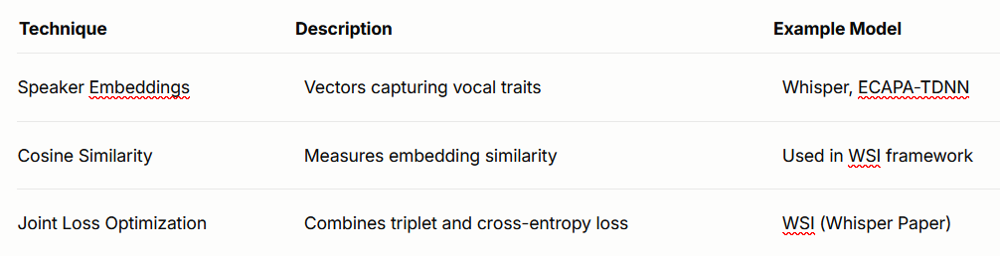 Technique Description Example Model
Speaker Embeddings Vectors capturing vocal traits Whisper, ECAPA-TDNN
Cosine Similarity Measures embedding similarity Used in WSI framework
Joint Loss Optimization Combines triplet and cross-entropy loss WSI (Whisper Paper)